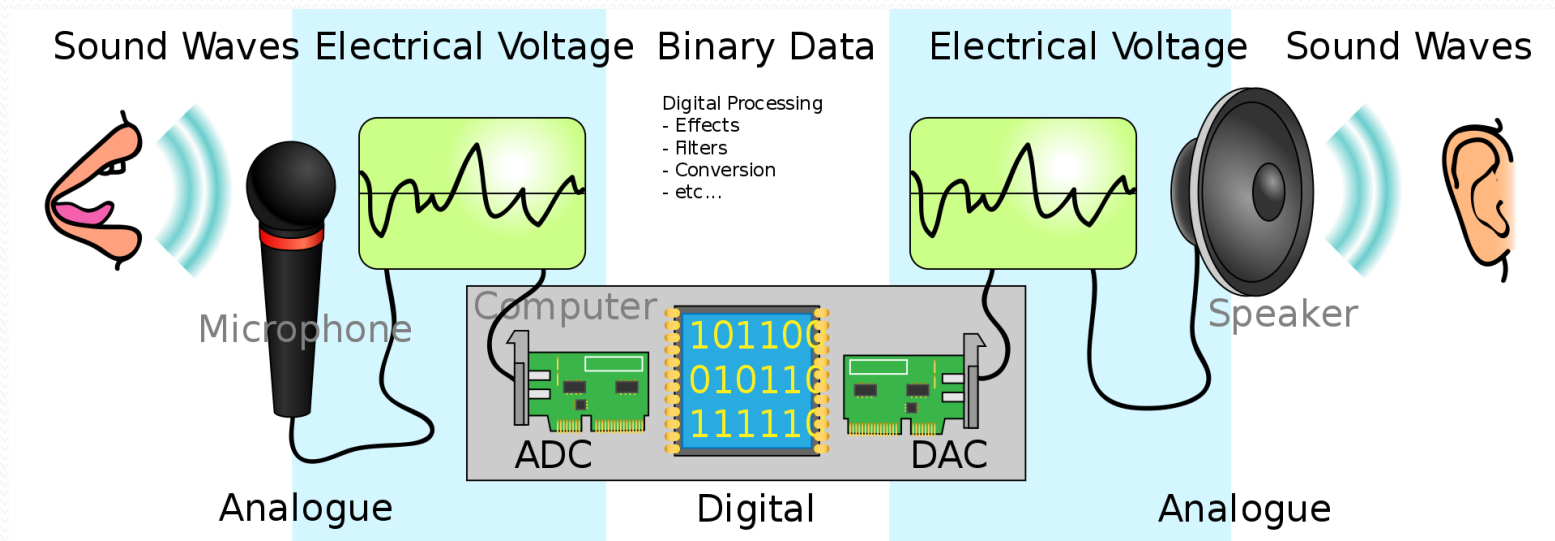 Sound Waves
Electrical Voltage
Binary Data
Electrical Voltage
Sound Waves
Digital Processing
- Effects
- Filters
- Conversion
- etc...
Microphone
Computer
Speaker
101100
010110
111110
ADC
DAC
Analogue
Digital
Analogue